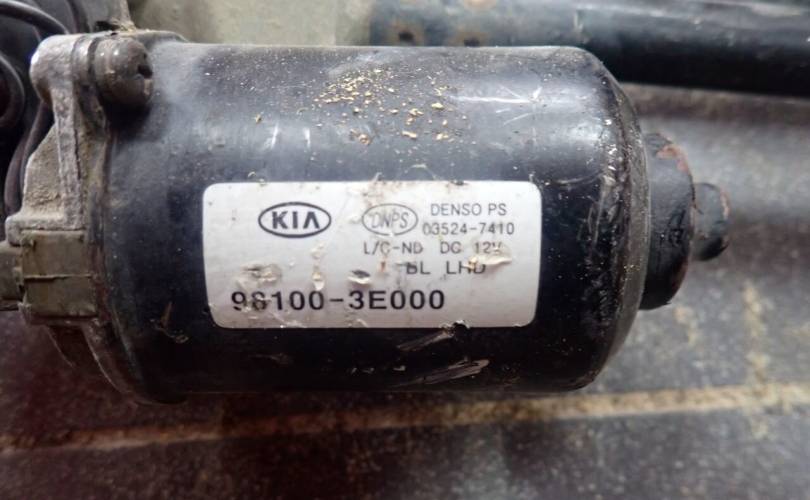 KIA
DNPS
DENSO PS
03524-7410
L/C-ND DC 12V
BL LHD
98100-3E000